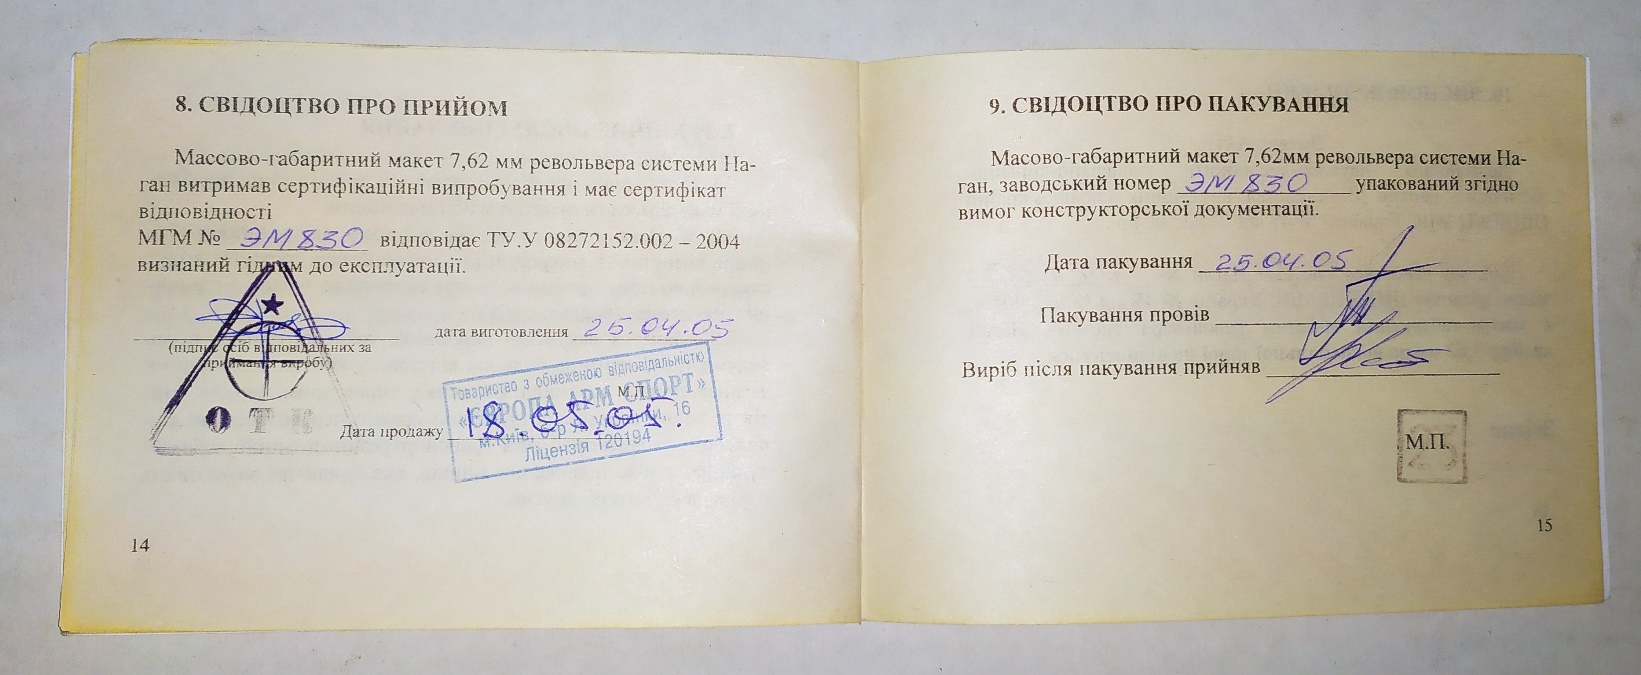 8. СВІДОЦТВО ПРО ПРИЙОМ
Массово-габаритний макет 7,62 мм револьвера системи На-
ган витримав сертифікаційні випробування і має сертифікат
відповідності
МГМ № ЭМ830 відповідає ТУ.У 08272152.002 – 2004
визнаний гідним до експлуатації.
дата виготовлення 25.04.05
(підпис осіб відповідальних за
приймання виробу)
ОТК
Товариство з обмеженою відповідальністю
«ЄВРОПА АРМ СПОРТ»
м.Київ, б-р Л. Українки, 16
Ліцензія 120194
М.П.
Дата продажу 18.05.05.
14
9. СВІДОЦТВО ПРО ПАКУВАННЯ
Масово-габаритний макет 7,62мм револьвера системи На-
ган, заводський номер ЭМ830 упакований згідно
вимог конструкторської документації.
Дата пакування 25.04.05
Пакування провів
Виріб після пакування прийняв
М.П.
15